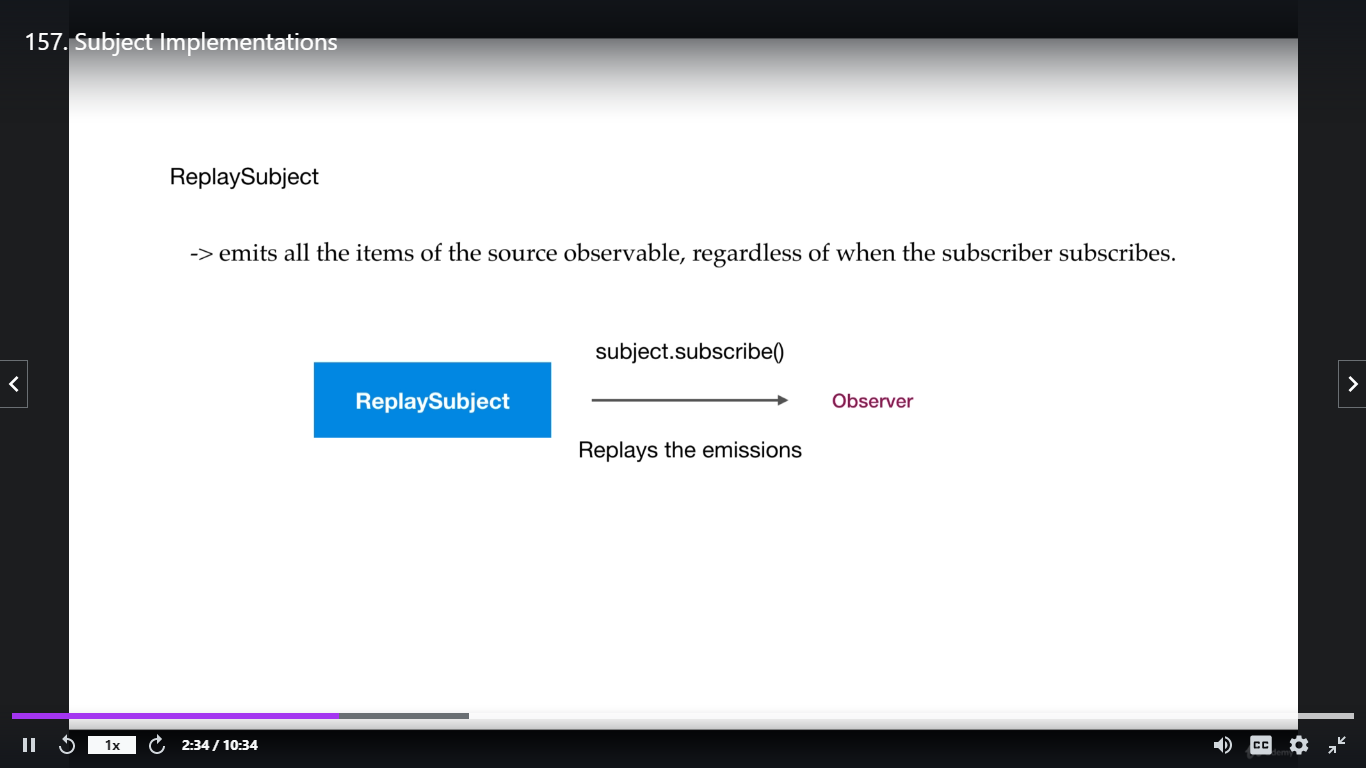 157. Subject Implementations
ReplaySubject
-> emits all the items of the source observable, regardless of when the subscriber subscribes.
subject.subscribe()
ReplaySubject
Observer
Replays the emissions
1x
2:34 / 10:34
CC